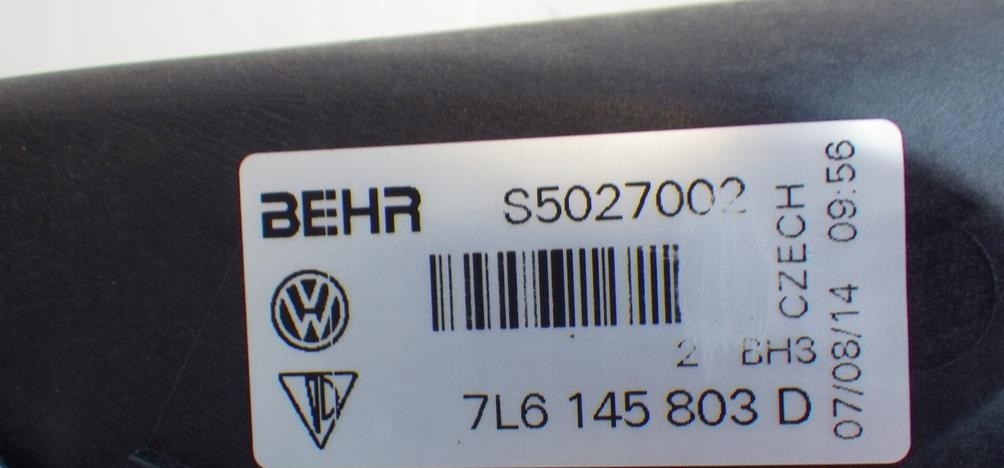 BEHR S5027002
2 BH3
7L6 145 803 D
CZECH
07/08/14 09:56